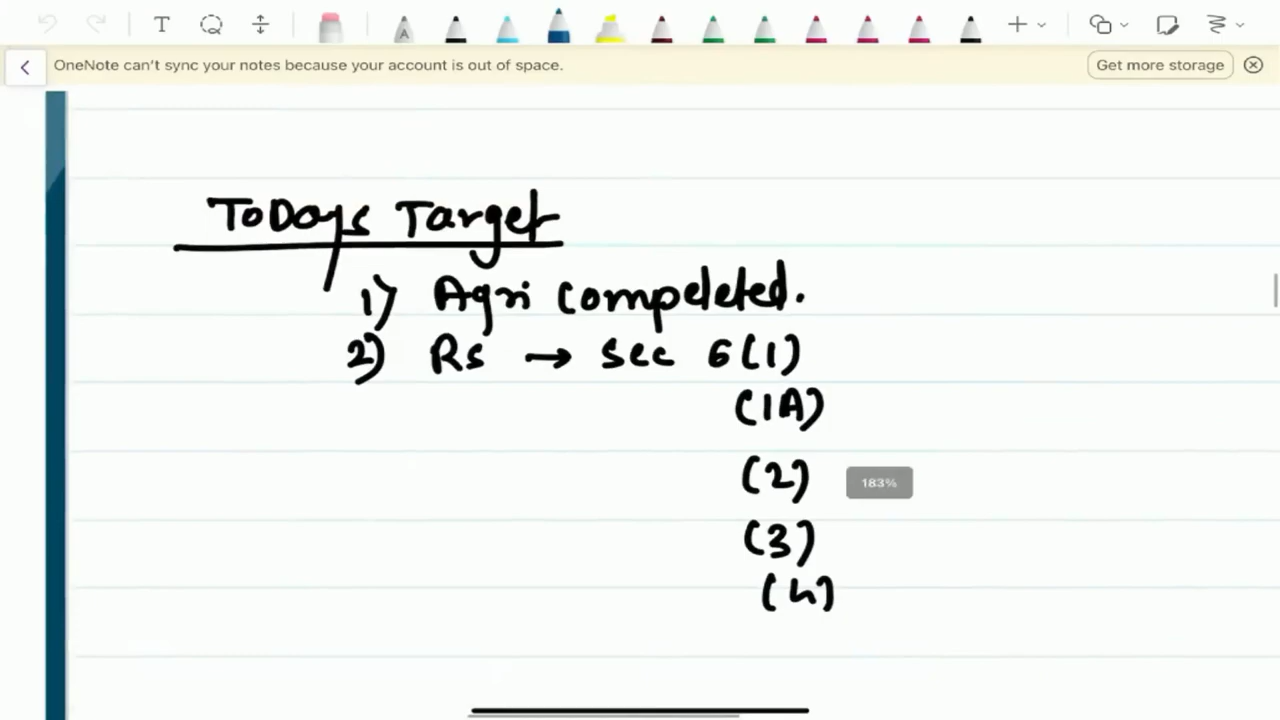 OneNote can't sync your notes because your account is out of space.
Get more storage
ToDays Target
1) Agri compeleted.
2) Rs → Sec 6(1)
(1A)
(2)
183%
(3)
(4)